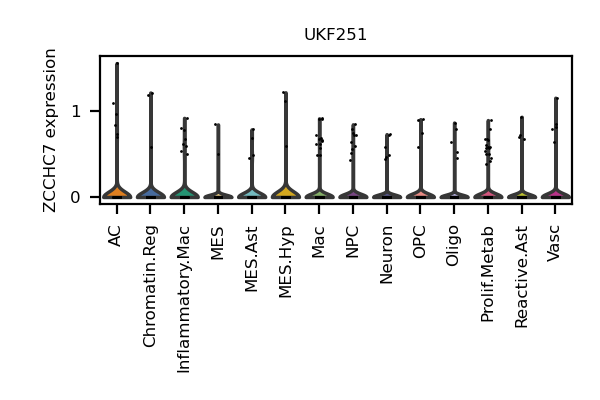 UKF251
ZCCHC7 expression
1
0
AC
Chromatin.Reg
Inflammatory.Mac
MES
MES.Ast
MES.Hyp
Mac
NPC
Neuron
OPC
Oligo
Prolif.Metab
Reactive.Ast
Vasc